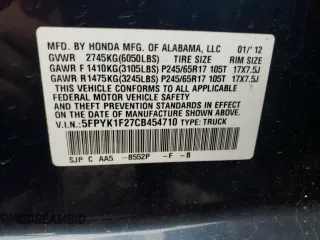 MFD. BY HONDA MFG. OF ALABAMA, LLC 01/'12
GVWR 2745KG(6050LBS) TIRE SIZE RIM SIZE
GAWR F 1410KG(3105LBS) P245/65R17 105T 17X7.5J
GAWR R1475KG(3245LBS) P245/65R17 105T 17X7.5J
THIS VEHICLE CONFORMS TO ALL APPLICABLE FEDERAL
MOTOR VEHICLE SAFETY AND THEFT PREVENTION STANDARDS
IN EFFECT ON THE DATE OF MANUFACTURE SHOWN ABOVE.
V.I.N.: 5FPYK1F27CB454710 TYPE: TRUCK
SJP C AA5 -B552P -F -B